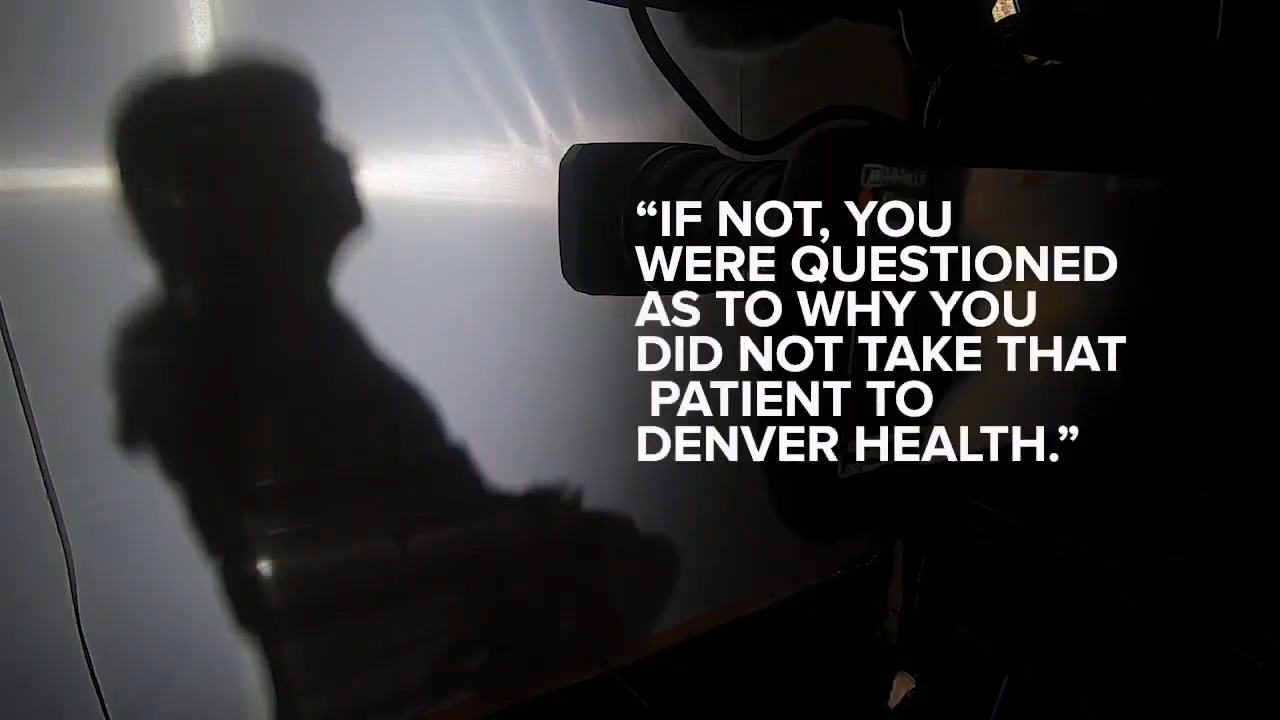 “IF NOT, YOU
WERE QUESTIONED
AS TO WHY YOU
DID NOT TAKE THAT
PATIENT TO
DENVER HEALTH.”